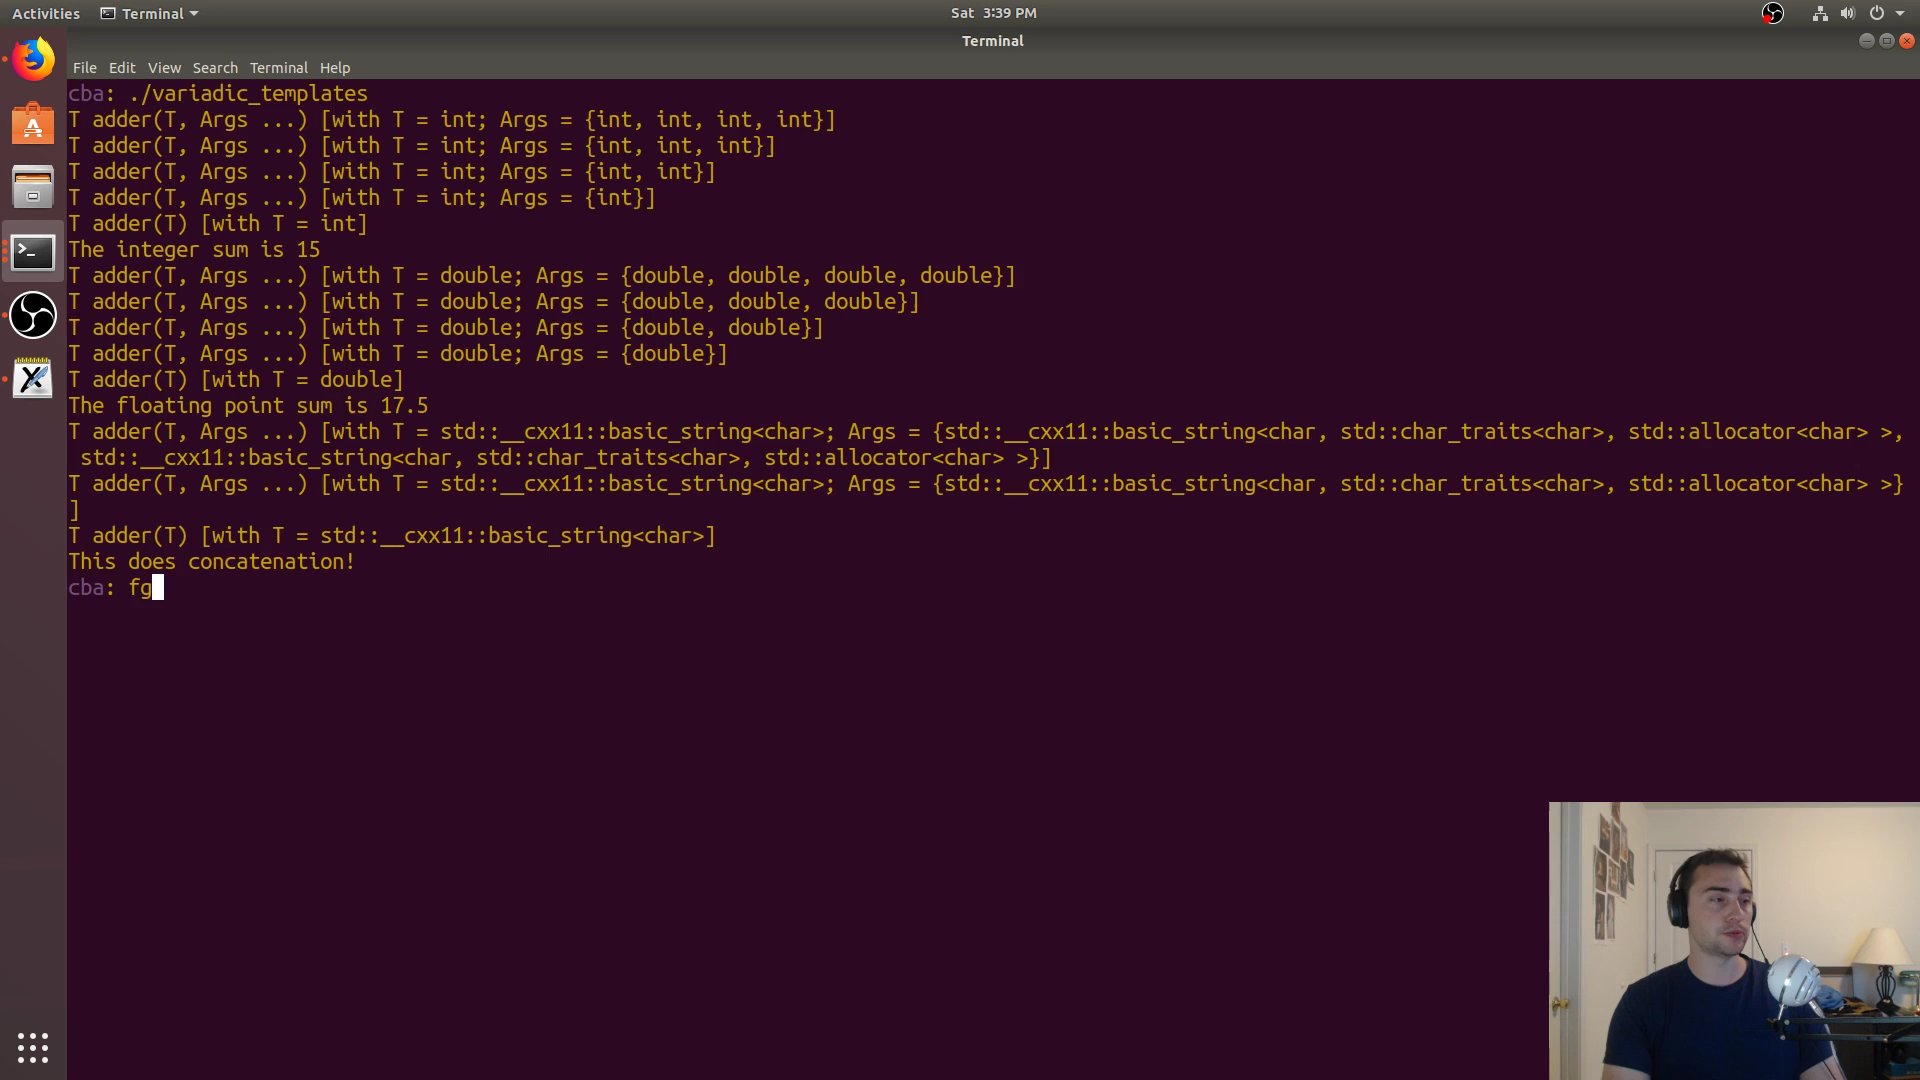 Activities Terminal Sat 3:39 PM
Terminal
File Edit View Search Terminal Help
cba: ./variadic_templates
T adder(T, Args ...) [with T = int; Args = {int, int, int, int}]
T adder(T, Args ...) [with T = int; Args = {int, int, int}]
T adder(T, Args ...) [with T = int; Args = {int, int}]
T adder(T, Args ...) [with T = int; Args = {int}]
T adder(T) [with T = int]
The integer sum is 15
T adder(T, Args ...) [with T = double; Args = {double, double, double, double}]
T adder(T, Args ...) [with T = double; Args = {double, double, double}]
T adder(T, Args ...) [with T = double; Args = {double, double}]
T adder(T, Args ...) [with T = double; Args = {double}]
T adder(T) [with T = double]
The floating point sum is 17.5
T adder(T, Args ...) [with T = std::__cxx11::basic_string<char>; Args = {std::__cxx11::basic_string<char, std::char_traits<char>, std::allocator<char> >,
std::__cxx11::basic_string<char, std::char_traits<char>, std::allocator<char> >}]
T adder(T, Args ...) [with T = std::__cxx11::basic_string<char>; Args = {std::__cxx11::basic_string<char, std::char_traits<char>, std::allocator<char> >}
]
T adder(T) [with T = std::__cxx11::basic_string<char>]
This does concatenation!
cba: fg